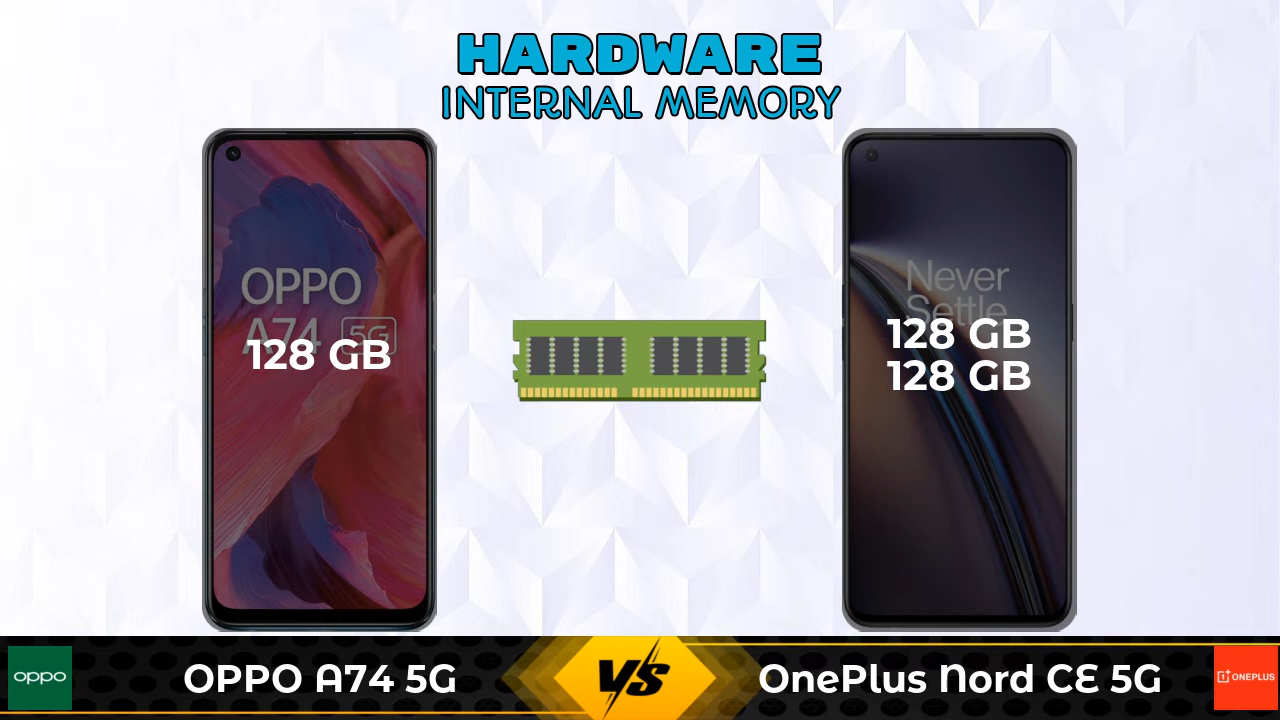 HARDWARE
INTERNAL MEMORY
OPPO
A74 5G
128 GB
Never
Settle
128 GB
128 GB
oppo
OPPO A74 5G
VS
OnePlus Nord CE 5G
1+ ONEPLUS